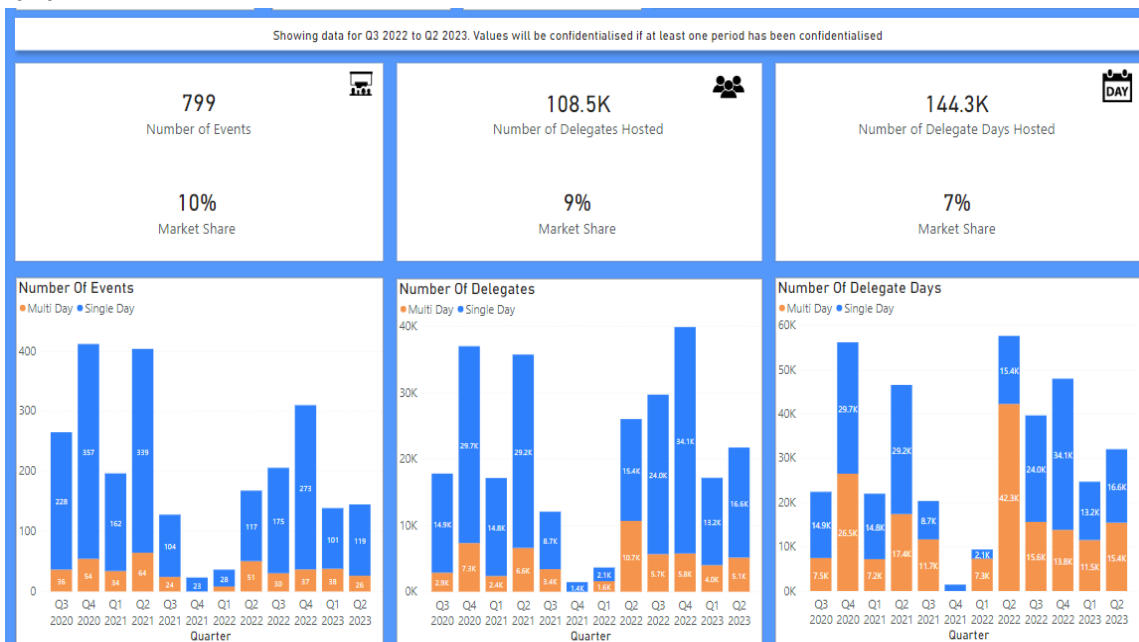 Showing data for Q3 2022 to Q2 2023. Values will be confidentialised if at least one period has been confidentialised
799
Number of Events
10%
Market Share
108.5K
Number of Delegates Hosted
9%
Market Share
DAY
144.3K
Number of Delegate Days Hosted
7%
Market Share
Number Of Events
Multi Day Single Day
400
300
200
100
0
228 357 162 339 104 23 28 117 175 273 101 119
36 54 34 64 24 51 30 37 38 26
Q3 Q4 Q1 Q2 Q3 Q4 Q1 Q2 Q3 Q4 Q1 Q2
2020 2020 2021 2021 2021 2021 2022 2022 2022 2022 2023 2023
Quarter
Number Of Delegates
Multi Day Single Day
40K
30K
20K
10K
0K
14.9K 29.7K 14.8K 29.2K 8.7K 1.4K 2.1K 15.4K 24.0K 34.1K 13.2K 16.6K
2.9K 7.3K 2.4K 6.6K 3.4K 1.6K 10.7K 5.7K 5.8K 4.0K 5.1K
Q3 Q4 Q1 Q2 Q3 Q4 Q1 Q2 Q3 Q4 Q1 Q2
2020 2020 2021 2021 2021 2021 2022 2022 2022 2022 2023 2023
Quarter
Number Of Delegate Days
Multi Day Single Day
60K
50K
40K
30K
20K
10K
0K
14.9K 29.7K 14.8K 29.2K 8.7K 2.1K 15.4K 24.0K 34.1K 13.2K 16.6K
7.5K 26.5K 7.2K 17.4K 11.7K 7.3K 42.3K 15.6K 13.8K 11.5K 15.4K
Q3 Q4 Q1 Q2 Q3 Q4 Q1 Q2 Q3 Q4 Q1 Q2
2020 2020 2021 2021 2021 2021 2022 2022 2022 2022 2023 2023
Quarter